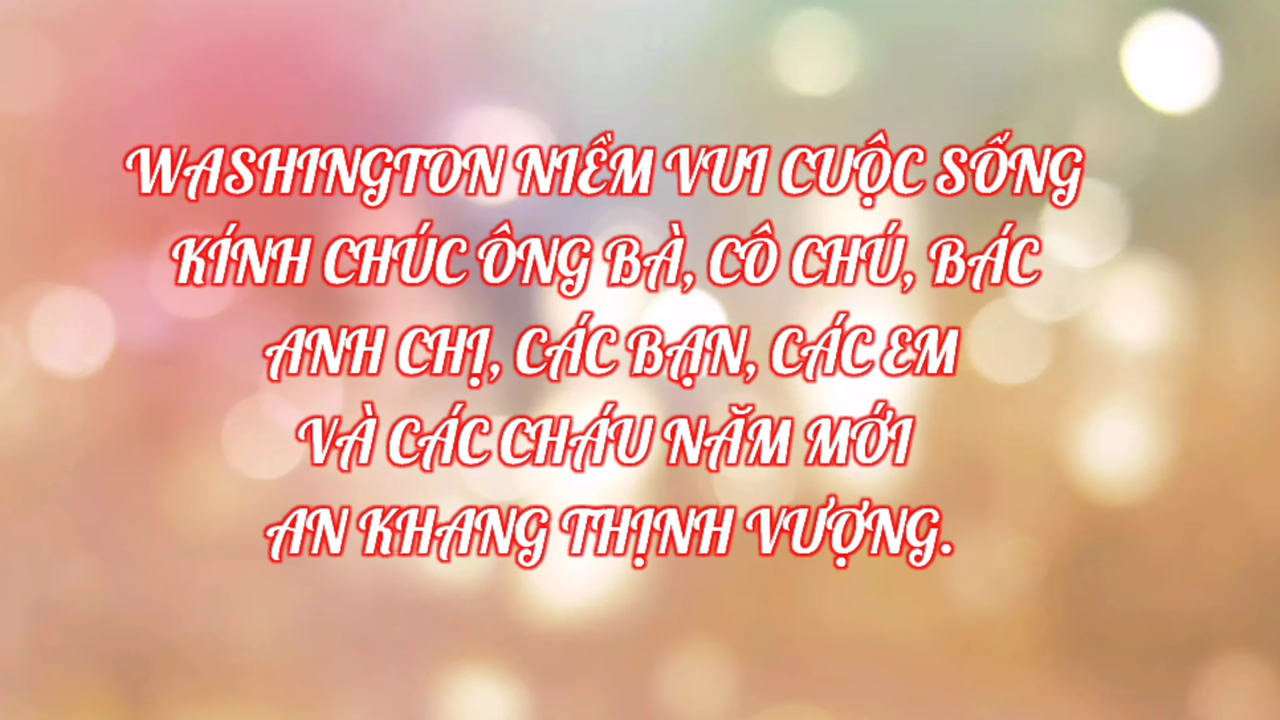 WASHINGTON NIỀM VUI CUỘC SỐNG
KÍNH CHÚC ÔNG BÀ, CÔ CHÚ, BÁC
ANH CHỊ, CÁC BẠN, CÁC EM
VÀ CÁC CHÁU NĂM MỚI
AN KHANG THỊNH VƯỢNG.